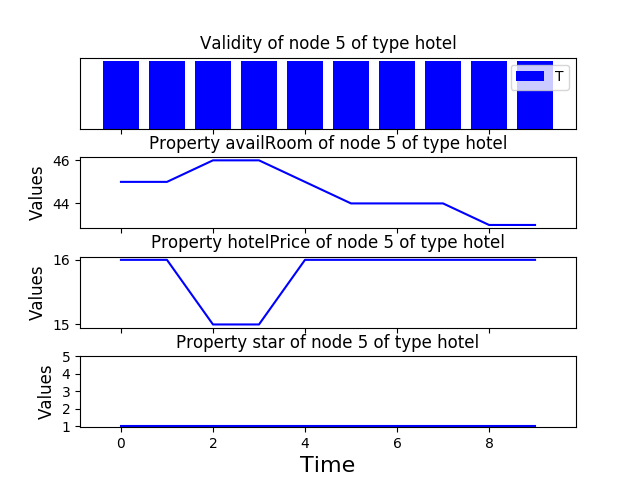 Validity of node 5 of type hotel
T
Property availRoom of node 5 of type hotel
46
44
Values
Property hotelPrice of node 5 of type hotel
16
15
Values
Property star of node 5 of type hotel
5
4
3
2
1
Values
0 2 4 6 8
Time